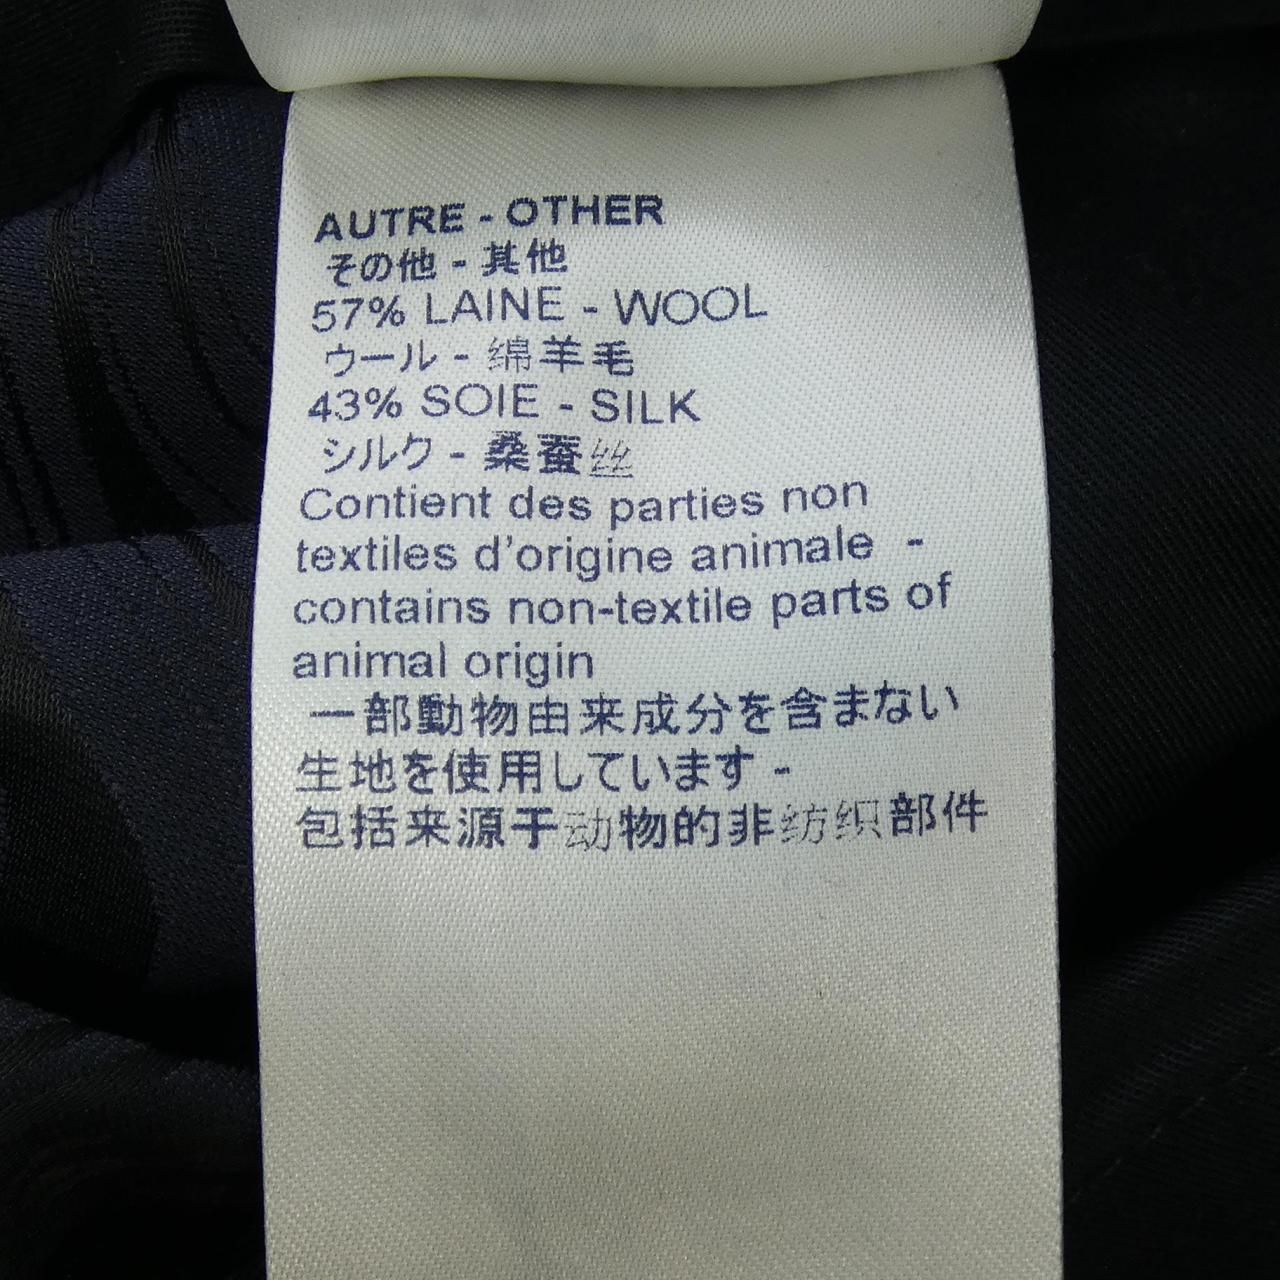 AUTRE - OTHER
その他 - 其他
57% LAINE - WOOL
ウール - 绵羊毛
43% SOIE - SILK
シルク - 桑蚕丝
Contient des parties non
textiles d'origine animale -
contains non-textile parts of
animal origin
一部動物由来成分を含まない
生地を使用しています -
包括来源于动物的非纺织部件